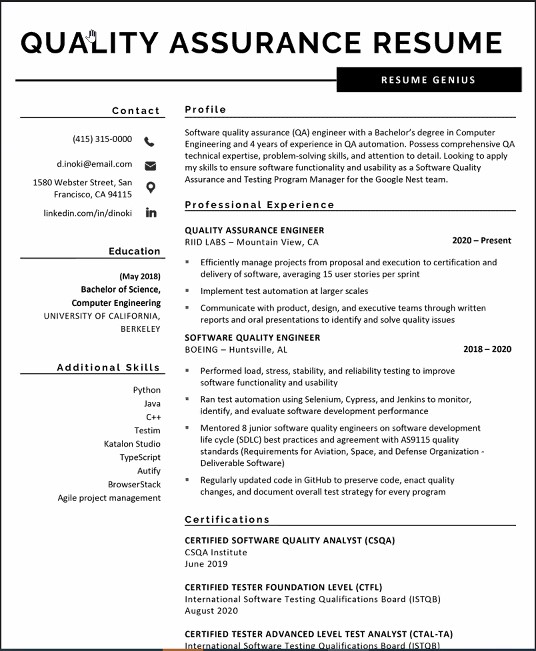 QUALITY ASSURANCE RESUME
RESUME GENIUS
Contact
(415) 315-0000
d.inoki@email.com
1580 Webster Street, San
Francisco, CA 94115
linkedin.com/in/dinoki
Education
(May 2018)
Bachelor of Science,
Computer Engineering
UNIVERSITY OF CALIFORNIA,
BERKELEY
Additional Skills
Python
Java
C++
Testim
Katalon Studio
TypeScript
Autify
BrowserStack
Agile project management
Profile
Software quality assurance (QA) engineer with a Bachelor's degree in Computer
Engineering and 4 years of experience in QA automation. Possess comprehensive QA
technical expertise, problem-solving skills, and attention to detail. Looking to apply
my skills to ensure software functionality and usability as a Software Quality
Assurance and Testing Program Manager for the Google Nest team.
Professional Experience
QUALITY ASSURANCE ENGINEER
RIID LABS – Mountain View, CA 2020 – Present
▪ Efficiently manage projects from proposal and execution to certification and
delivery of software, averaging 15 user stories per sprint
▪ Implement test automation at larger scales
▪ Communicate with product, design, and executive teams through written
reports and oral presentations to identify and solve quality issues
SOFTWARE QUALITY ENGINEER
BOEING – Huntsville, AL 2018 – 2020
▪ Performed load, stress, stability, and reliability testing to improve
software functionality and usability
▪ Ran test automation using Selenium, Cypress, and Jenkins to monitor,
identify, and evaluate software development performance
▪ Mentored 8 junior software quality engineers on software development
life cycle (SDLC) best practices and agreement with AS9115 quality
standards (Requirements for Aviation, Space, and Defense Organization -
Deliverable Software)
▪ Regularly updated code in GitHub to preserve code, enact quality
changes, and document overall test strategy for every program
Certifications
CERTIFIED SOFTWARE QUALITY ANALYST (CSQA)
CSQA Institute
June 2019
CERTIFIED TESTER FOUNDATION LEVEL (CTFL)
International Software Testing Qualifications Board (ISTQB)
August 2020
CERTIFIED TESTER ADVANCED LEVEL TEST ANALYST (CTAL-TA)
International Software Testing Qualifications Board (ISTQB)